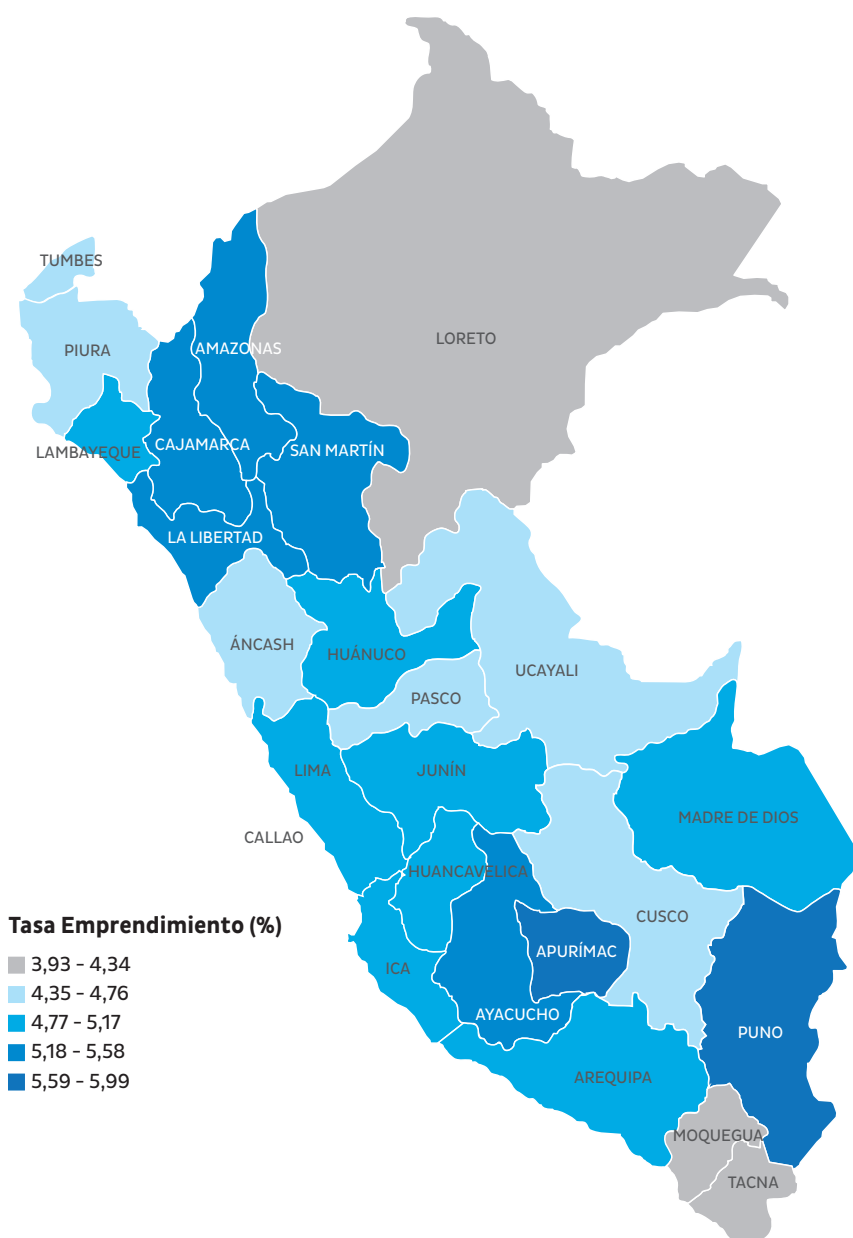 TUMBES
PIURA
AMAZONAS
LORETO
LAMBAYEQUE
CAJAMARCA
SAN MARTÍN
LA LIBERTAD
ÁNCASH
HUÁNUCO
UCAYALI
PASCO
LIMA
JUNÍN
MADRE DE DIOS
CALLAO
HUANCAVELICA
CUSCO
APURÍMAC
ICA
AYACUCHO
PUNO
AREQUIPA
MOQUEGUA
TACNA
Tasa Emprendimiento (%)
3,93 - 4,34
4,35 - 4,76
4,77 - 5,17
5,18 - 5,58
5,59 - 5,99